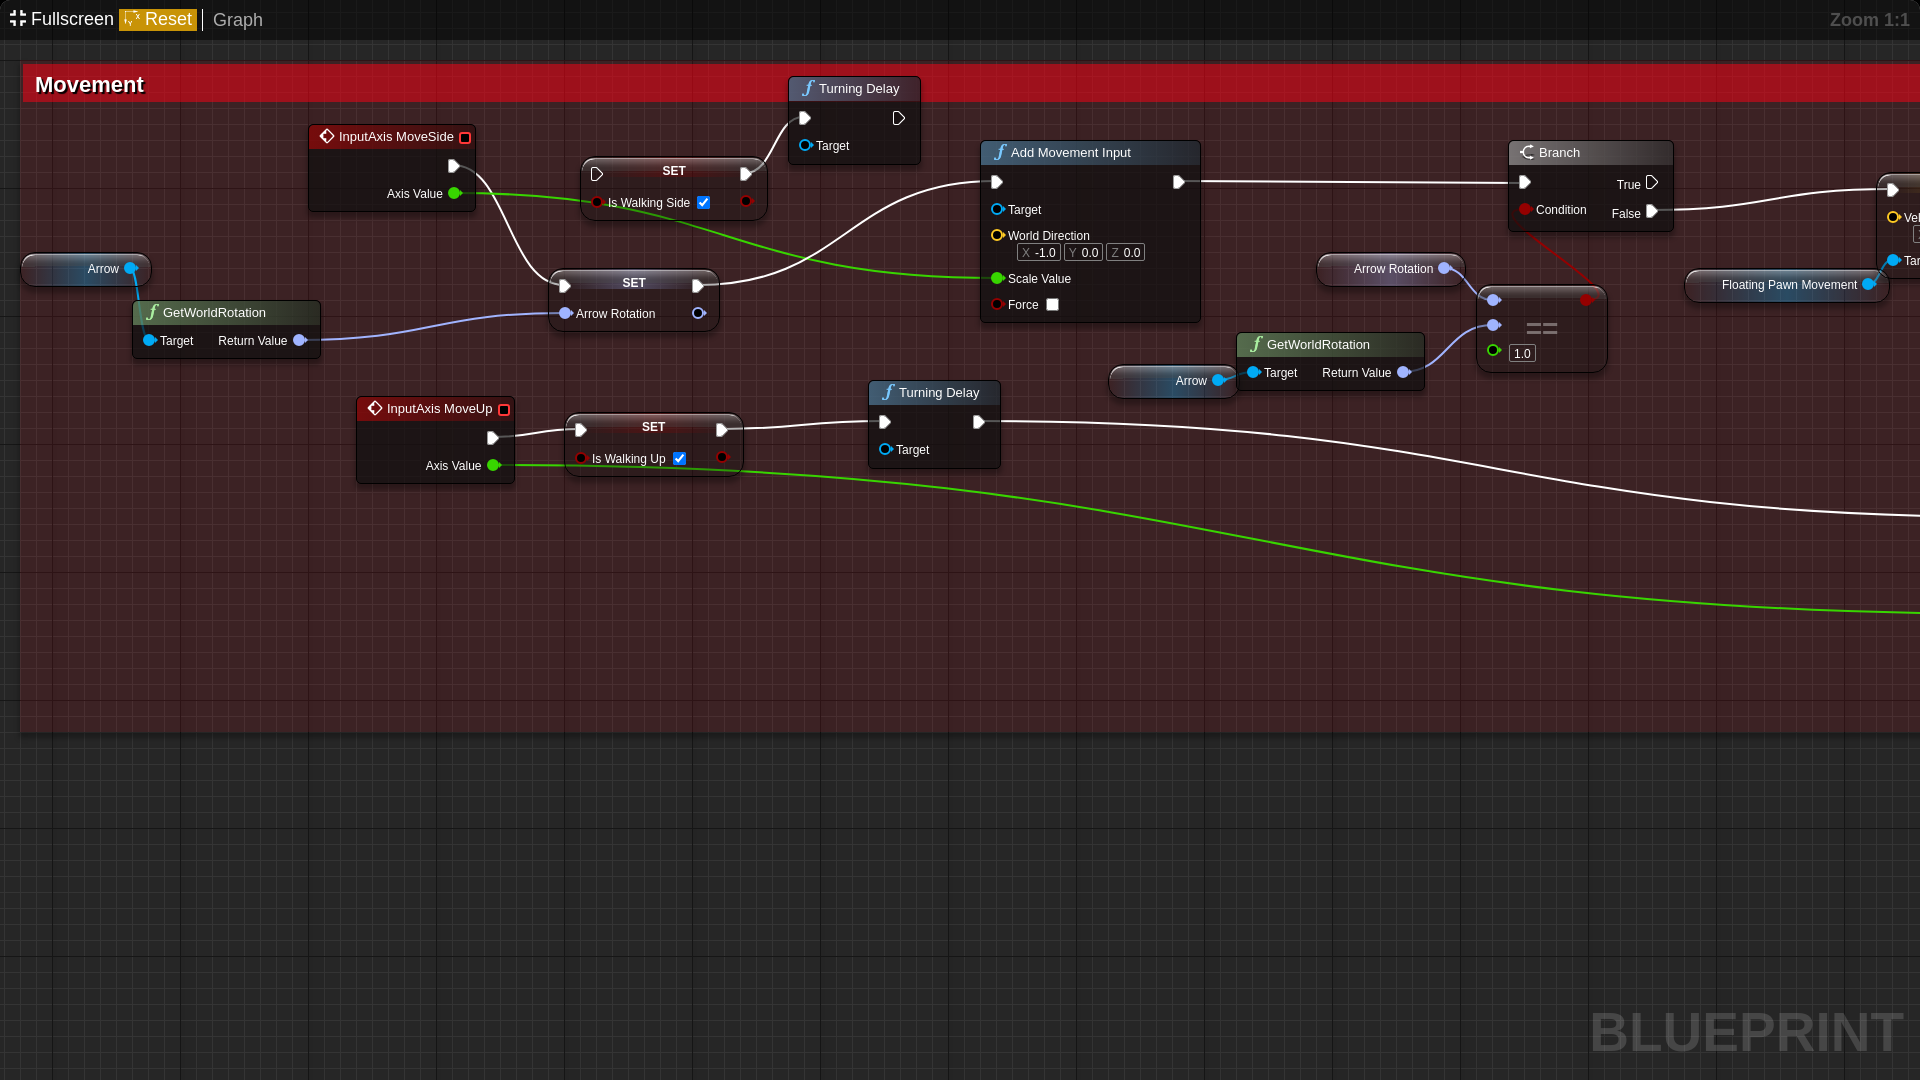 Fullscreen Reset Graph
Zoom 1:1
Movement
Turning Delay
Target
InputAxis MoveSide
Axis Value
SET
Is Walking Side
Add Movement Input
Target
World Direction
X -1.0 Y 0.0 Z 0.0
Scale Value
Force
Branch
True
Condition False
Arrow
GetWorldRotation
Target Return Value
SET
Arrow Rotation
Arrow Rotation
1.0
Floating Pawn Movement
GetWorldRotation
Target Return Value
Arrow
InputAxis MoveUp
Axis Value
SET
Is Walking Up
Turning Delay
Target
BLUEPRINT